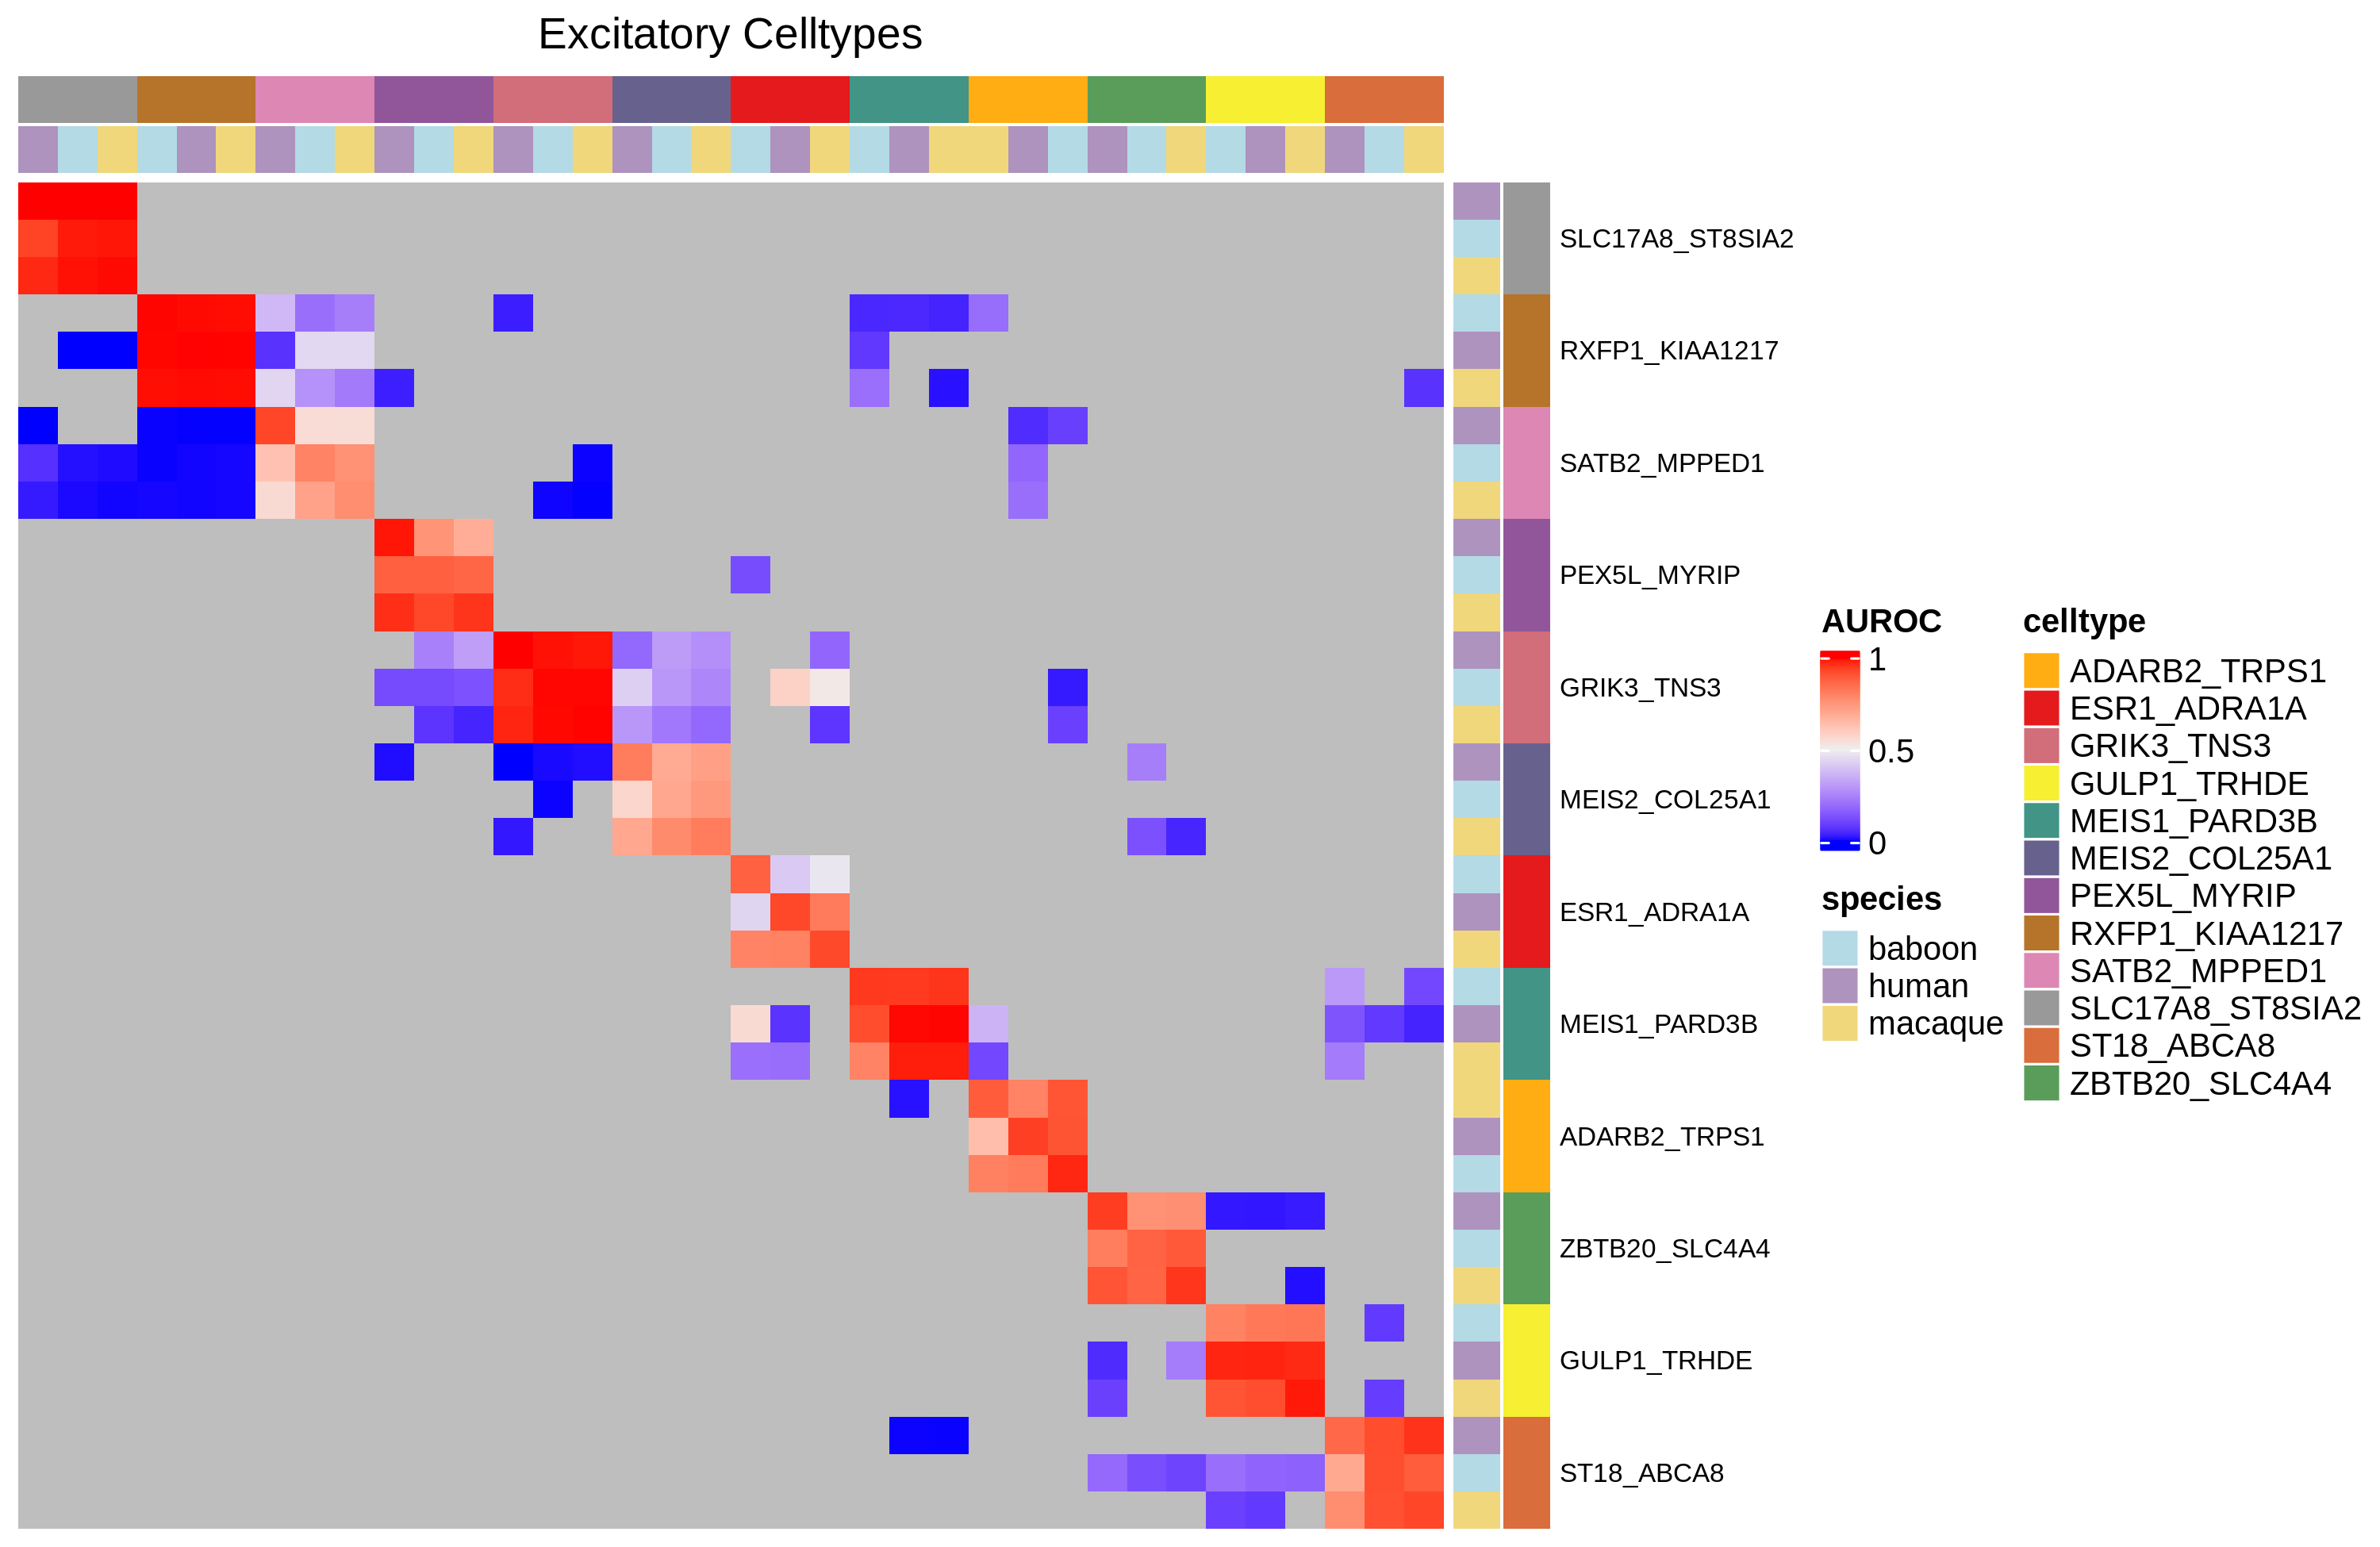 Excitatory Celltypes
SLC17A8_ST8SIA2
RXFP1_KIAA1217
SATB2_MPPED1
PEX5L_MYRIP
GRIK3_TNS3
MEIS2_COL25A1
ESR1_ADRA1A
MEIS1_PARD3B
ADARB2_TRPS1
ZBTB20_SLC4A4
GULP1_TRHDE
ST18_ABCA8
AUROC
1
0.5
0
species
baboon
human
macaque
celltype
ADARB2_TRPS1
ESR1_ADRA1A
GRIK3_TNS3
GULP1_TRHDE
MEIS1_PARD3B
MEIS2_COL25A1
PEX5L_MYRIP
RXFP1_KIAA1217
SATB2_MPPED1
SLC17A8_ST8SIA2
ST18_ABCA8
ZBTB20_SLC4A4